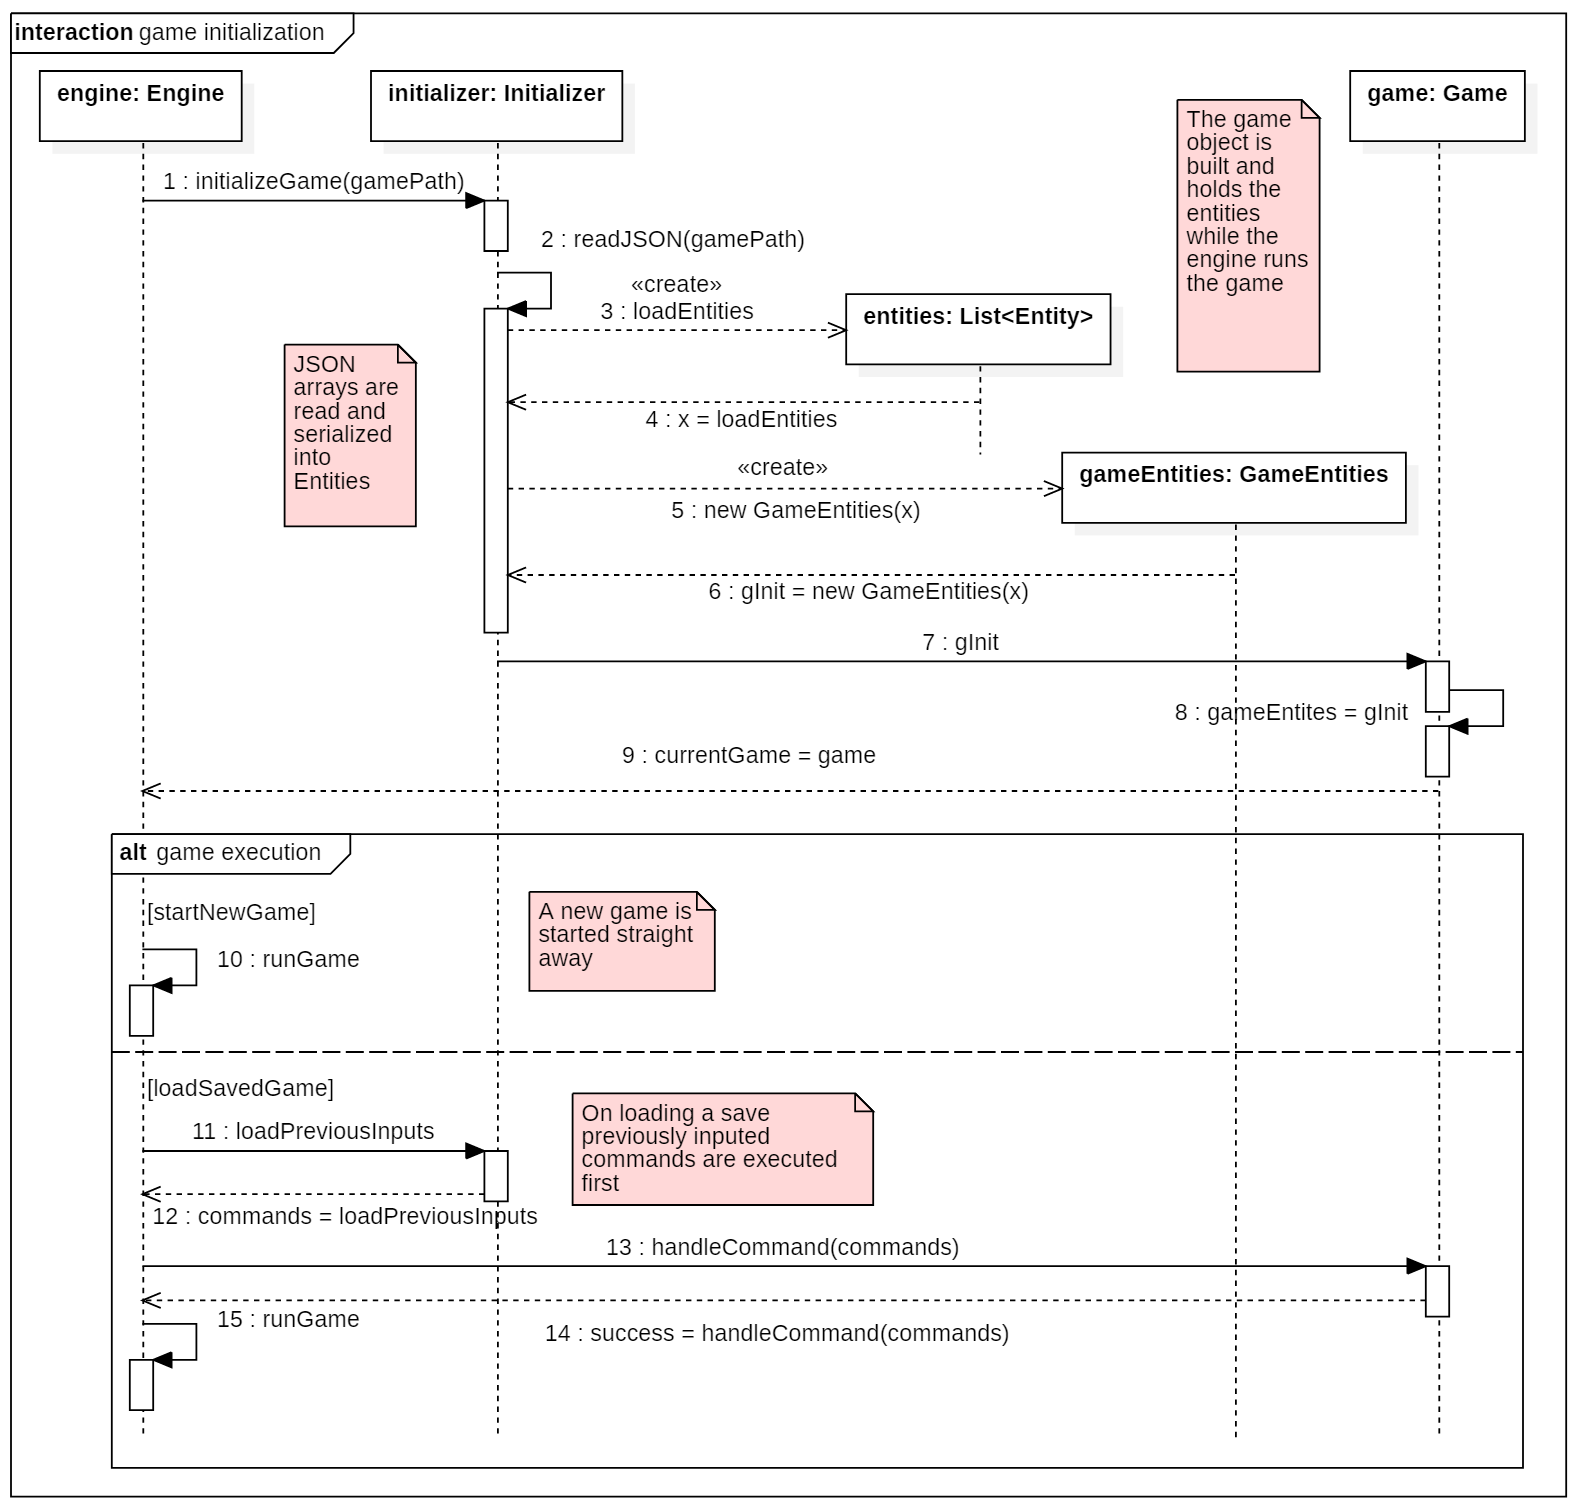 interaction game initialization
engine: Engine
initializer: Initializer
game: Game
The game
object is
built and
holds the
entities
while the
engine runs
the game
1 : initializeGame(gamePath)
2 : readJSON(gamePath)
«create»
3 : loadEntities
entities: List<Entity>
JSON
arrays are
read and
serialized
into
Entities
4 : x = loadEntities
«create»
5 : new GameEntities(x)
gameEntities: GameEntities
6 : gInit = new GameEntities(x)
7 : gInit
8 : gameEntites = gInit
9 : currentGame = game
alt game execution
[startNewGame]
10 : runGame
A new game is
started straight
away
[loadSavedGame]
11 : loadPreviousInputs
On loading a save
previously inputed
commands are executed
first
12 : commands = loadPreviousInputs
13 : handleCommand(commands)
15 : runGame
14 : success = handleCommand(commands)